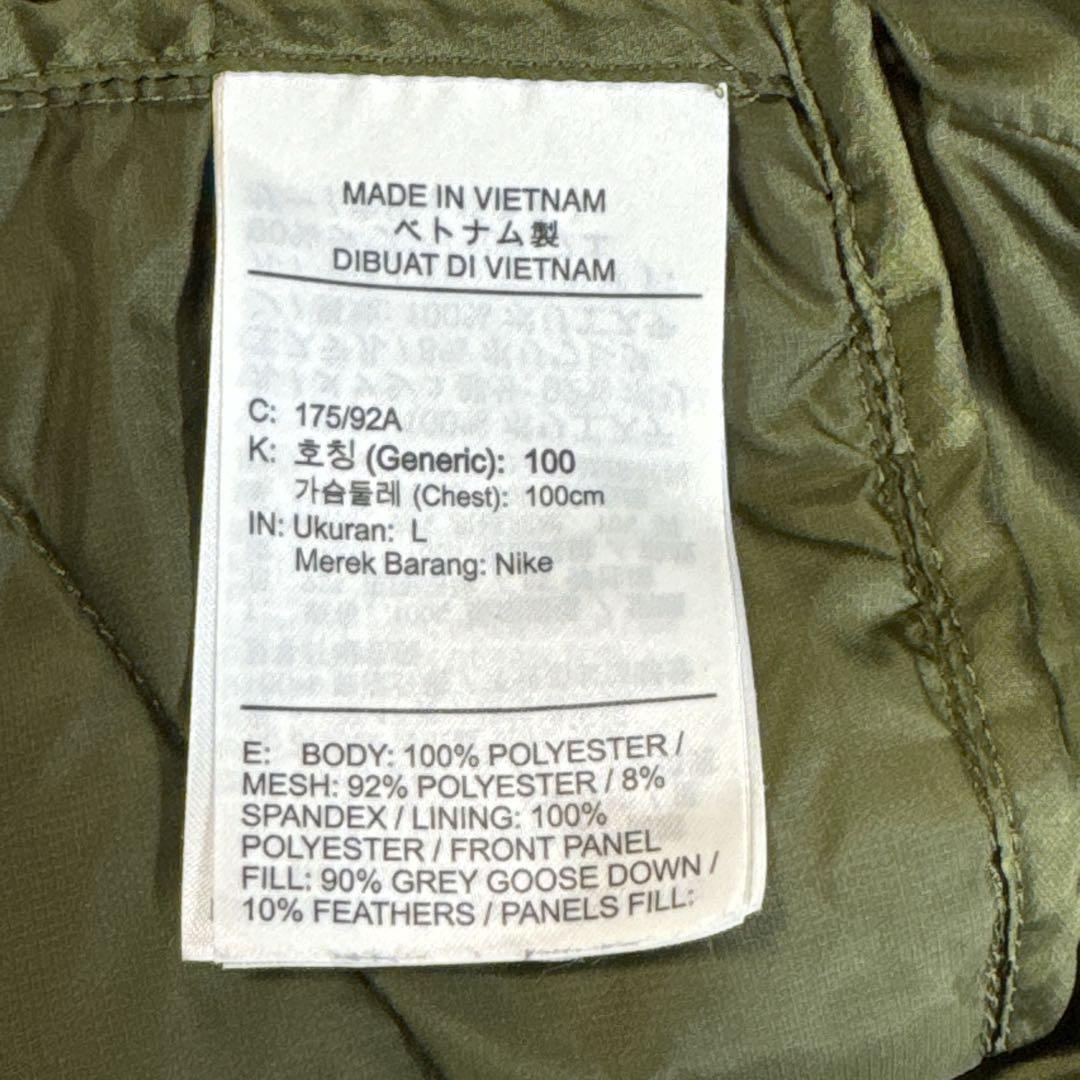 MADE IN VIETNAM
ベトナム製
DIBUAT DI VIETNAM
C: 175/92A
K: 호칭 (Generic): 100
가슴둘레 (Chest): 100cm
IN: Ukuran: L
Merek Barang: Nike
E: BODY: 100% POLYESTER /
MESH: 92% POLYESTER / 8%
SPANDEX / LINING: 100%
POLYESTER / FRONT PANEL
FILL: 90% GREY GOOSE DOWN /
10% FEATHERS / PANELS FILL: